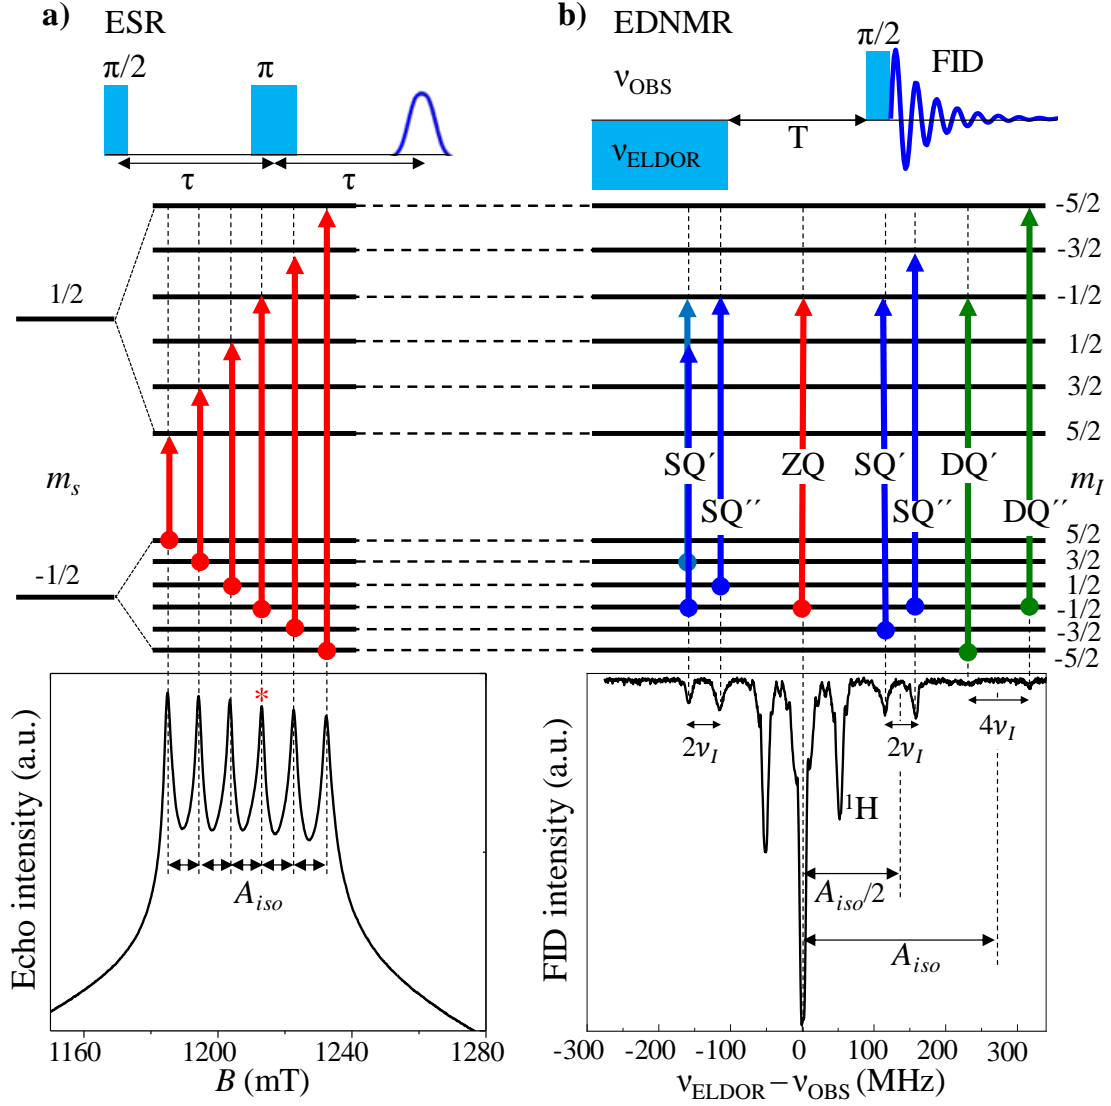 a) ESR
π/2
π
τ
τ
b) EDNMR
π/2
ν_OBS
FID
ν_ELDOR
T
1/2
m_s
-1/2
-5/2
-3/2
-1/2
1/2
3/2
5/2
m_I
5/2
3/2
1/2
-1/2
-3/2
-5/2
SQ´
SQ´´
ZQ
SQ´
SQ´´
DQ´
DQ´´
*
A_iso
Echo intensity (a.u.)
1160
1200
1240
1280
B (mT)
2ν_I
2ν_I
4ν_I
¹H
A_iso/2
A_iso
FID intensity (a.u.)
-300
-200
-100
0
100
200
300
ν_ELDOR – ν_OBS (MHz)